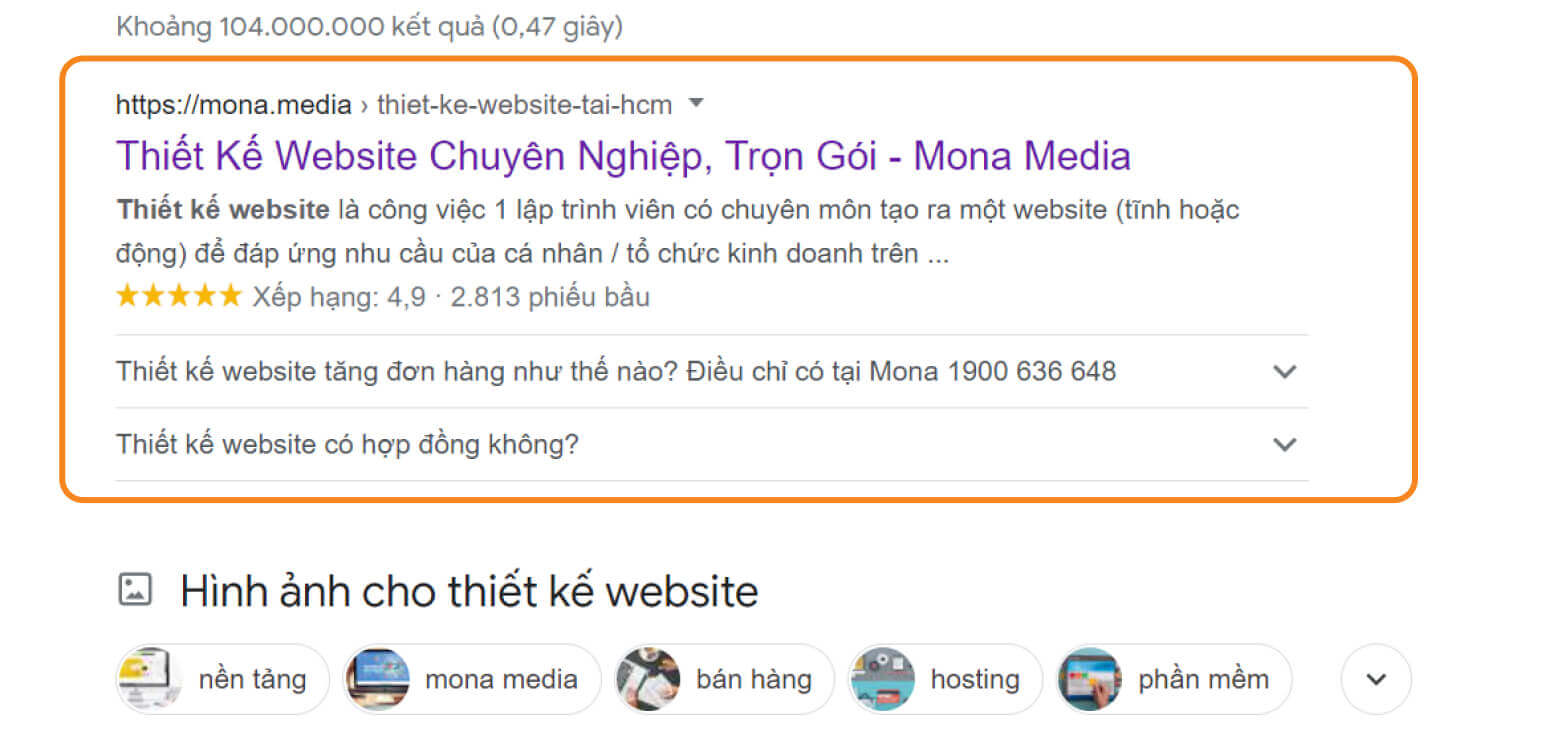 Khoảng 104.000.000 kết quả (0,47 giây)
https://mona.media › thiet-ke-website-tai-hcm
Thiết Kế Website Chuyên Nghiệp, Trọn Gói - Mona Media
Thiết kế website là công việc 1 lập trình viên có chuyên môn tạo ra một website (tĩnh hoặc
động) để đáp ứng nhu cầu của cá nhân / tổ chức kinh doanh trên ...
Xếp hạng: 4,9 · 2.813 phiếu bầu
Thiết kế website tăng đơn hàng như thế nào? Điều chỉ có tại Mona 1900 636 648
Thiết kế website có hợp đồng không?
Hình ảnh cho thiết kế website
nền tảng mona media bán hàng hosting phần mềm